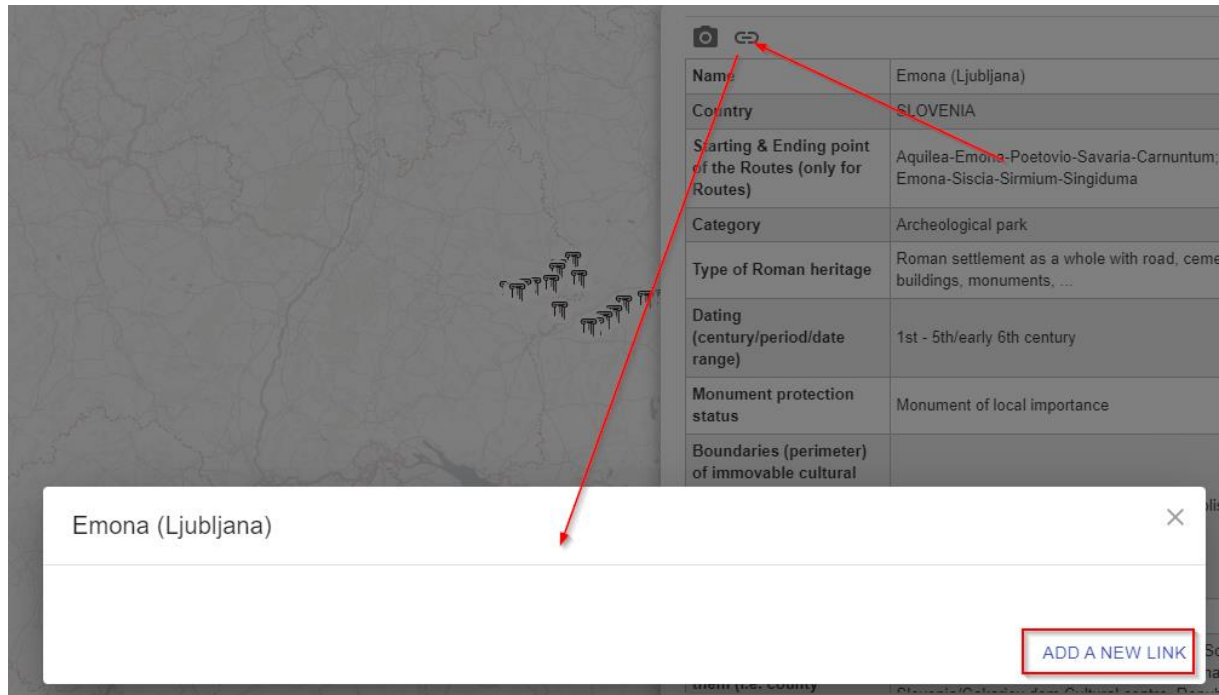 Name Emona (Ljubljana)
Country SLOVENIA
Starting & Ending point
of the Routes (only for
Routes)
Aquilea-Emona-Poetovio-Savaria-Carnuntum;
Emona-Siscia-Sirmium-Singiduma
Category Archeological park
Type of Roman heritage
Roman settlement as a whole with road,
buildings, monuments, ...
Dating
(century/period/date
range)
1st - 5th/early 6th century
Monument protection
status
Monument of local importance
Boundaries (perimeter)
of immovable cultural
Emona (Ljubljana)
ADD A NEW LINK
them (i.e. county